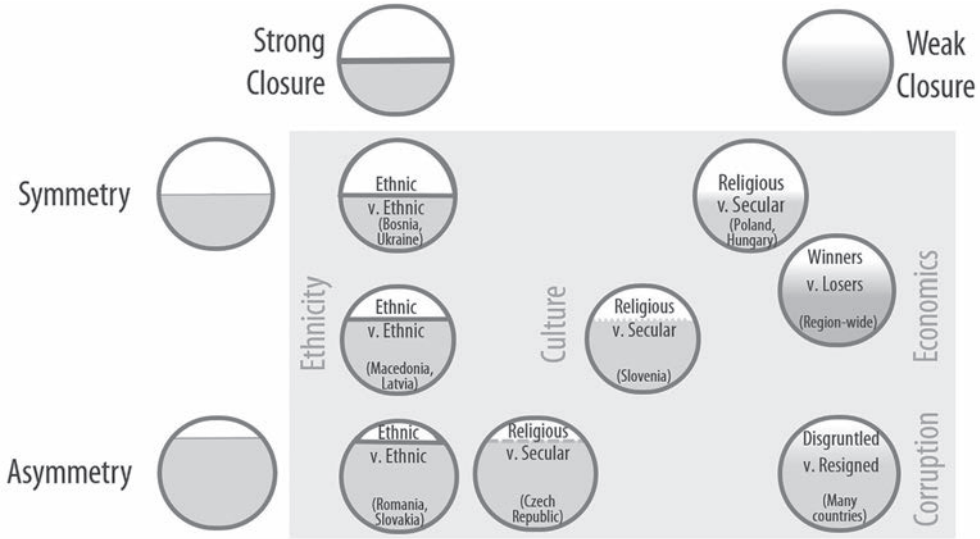 Strong
Closure
Weak
Closure
Symmetry
Ethnic
v. Ethnic
(Bosnia,
Ukraine)
Religious
v. Secular
(Poland,
Hungary)
Winners
v. Losers
(Region-wide)
Economics
Ethnicity
Ethnic
v. Ethnic
(Macedonia,
Latvia)
Culture
Religious
v. Secular
(Slovenia)
Asymmetry
Ethnic
v. Ethnic
(Romania,
Slovakia)
Religious
v. Secular
(Czech
Republic)
Disgruntled
v. Resigned
(Many
countries)
Corruption